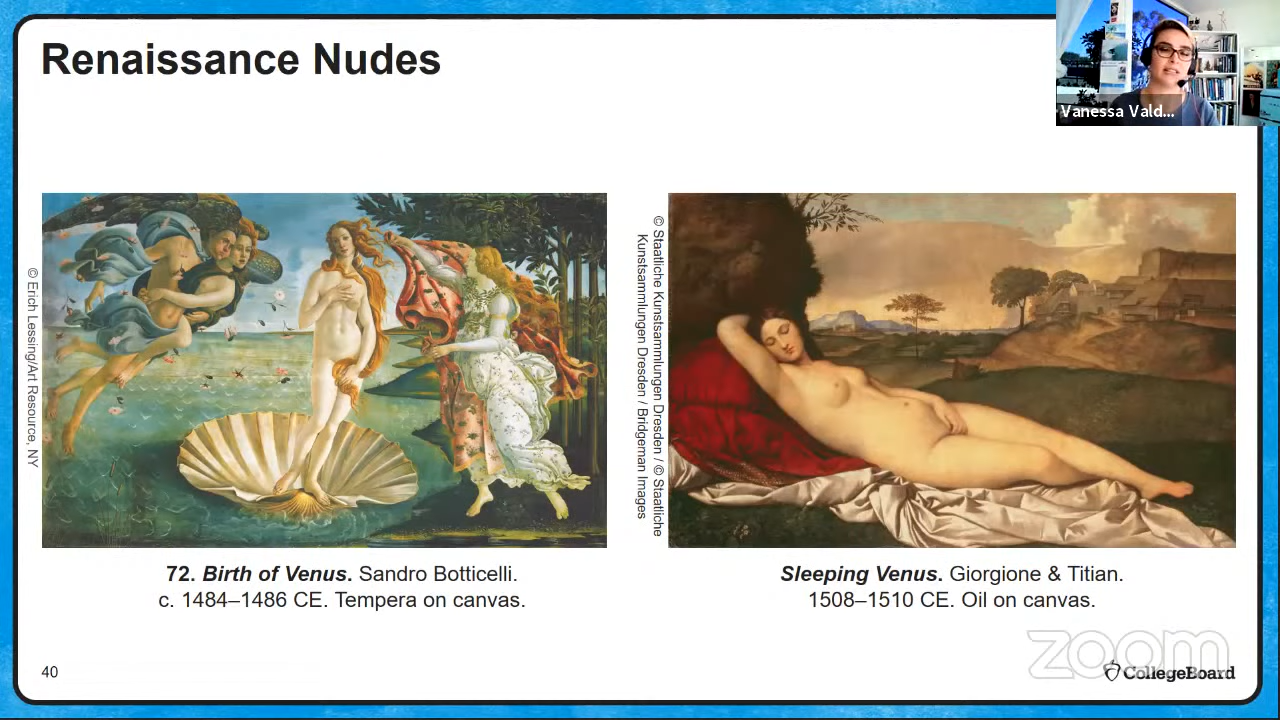 Renaissance Nudes
Vanessa Vald...
© Erich Lessing/Art Resource, NY
© Staatliche Kunstsammlungen Dresden / © Staatliche
Kunstsammlungen Dresden / Bridgeman Images
72. Birth of Venus. Sandro Botticelli.
c. 1484–1486 CE. Tempera on canvas.
Sleeping Venus. Giorgione & Titian.
1508–1510 CE. Oil on canvas.
zoom
40
CollegeBoard